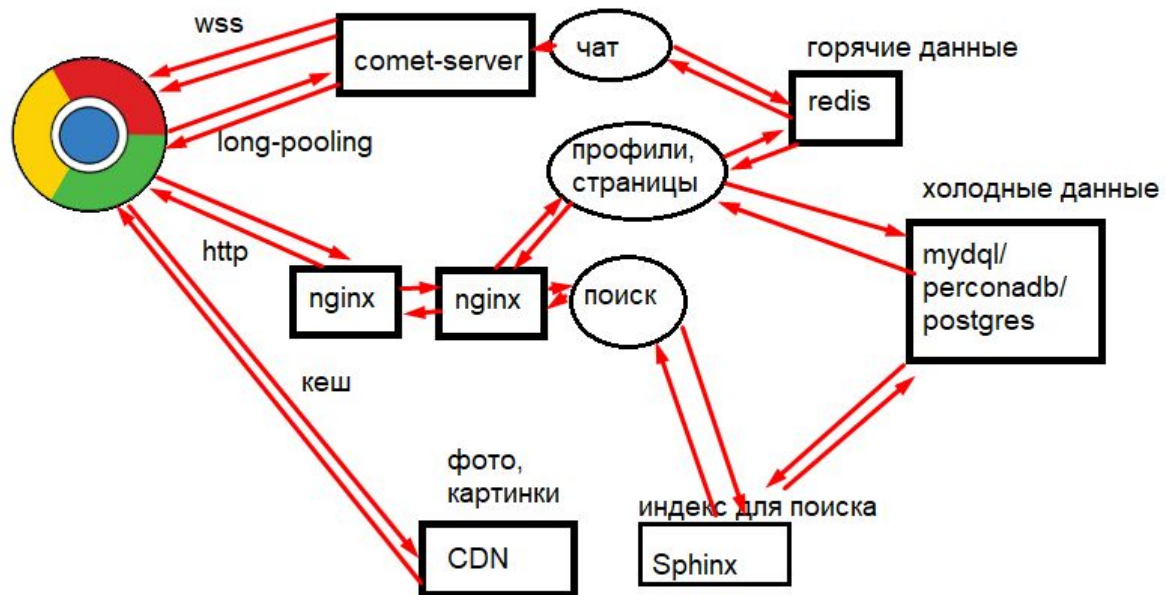 wss
comet-server
чат
горячие данные
redis
long-pooling
профили,
страницы
холодные данные
http
nginx
nginx
поиск
mydql/
perconadb/
postgres
кеш
фото,
картинки
CDN
индекс для поиска
Sphinx